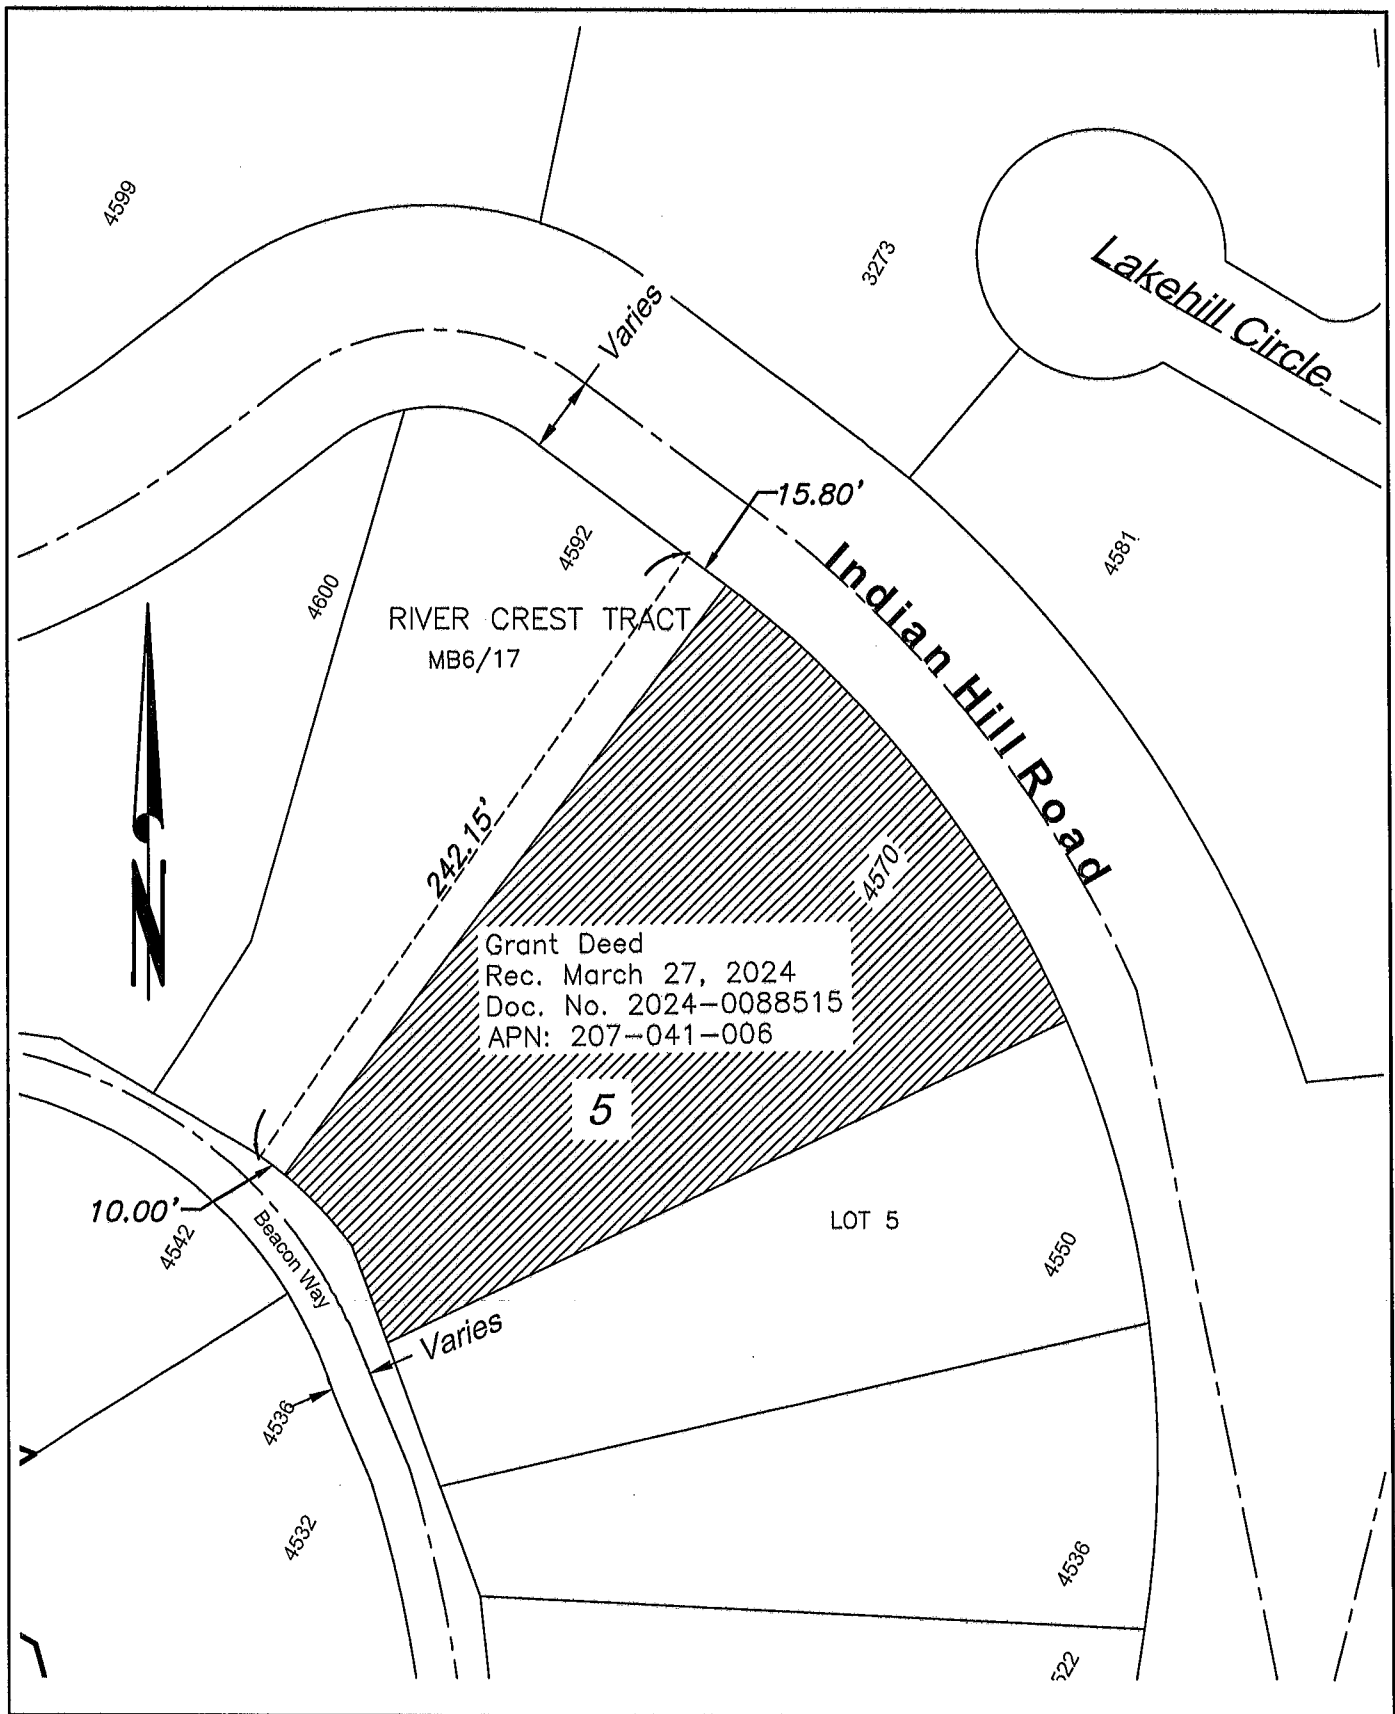 4599
3273
Lakehill Circle
Varies
15.80'
4592
4581
4600
RIVER CREST TRACT
MB6/17
Indian Hill Road
242.15'
4570
Grant Deed
Rec. March 27, 2024
Doc. No. 2024-0088515
APN: 207-041-006
N
5
10.00'
4542
Beacon Way
LOT 5
4550
Varies
4536
4532
4536
522